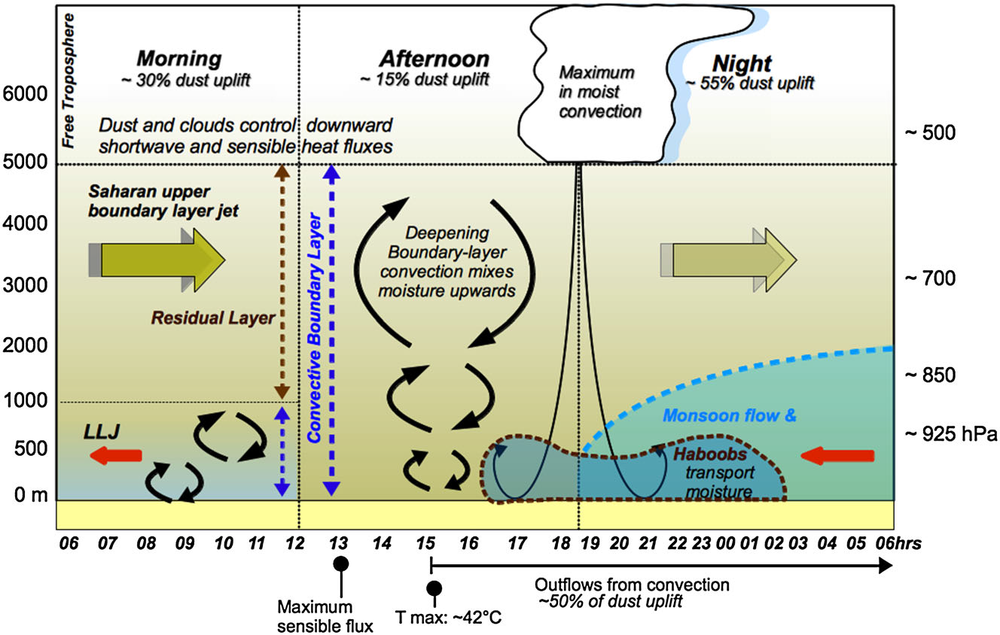 Free Troposphere
Morning
~ 30% dust uplift
Afternoon
~ 15% dust uplift
Maximum
in moist
convection
Night
~ 55% dust uplift
Dust and clouds control downward
shortwave and sensible heat fluxes
6000
5000
4000
3000
2000
1000
500
0 m
~ 500
~ 700
~ 850
~ 925 hPa
Saharan upper
boundary layer jet
Residual Layer
Convective Boundary Layer
Deepening
Boundary-layer
convection mixes
moisture upwards
LLJ
Monsoon flow &
Haboobs
transport
moisture
06 07 08 09 10 11 12 13 14 15 16 17 18 19 20 21 22 23 00 01 02 03 04 05 06hrs
Maximum
sensible flux
T max: ~42°C
Outflows from convection
~50% of dust uplift